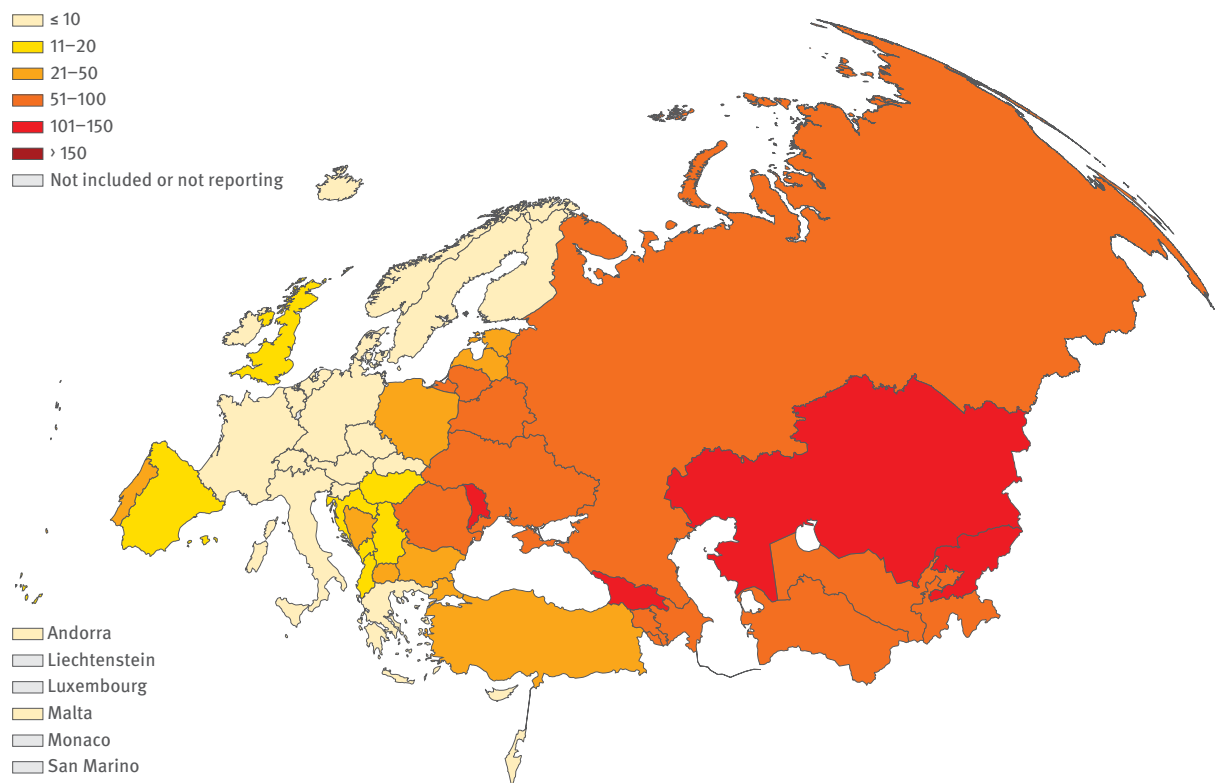 ≤ 10
11–20
21–50
51–100
101–150
› 150
Not included or not reporting
Andorra
Liechtenstein
Luxembourg
Malta
Monaco
San Marino